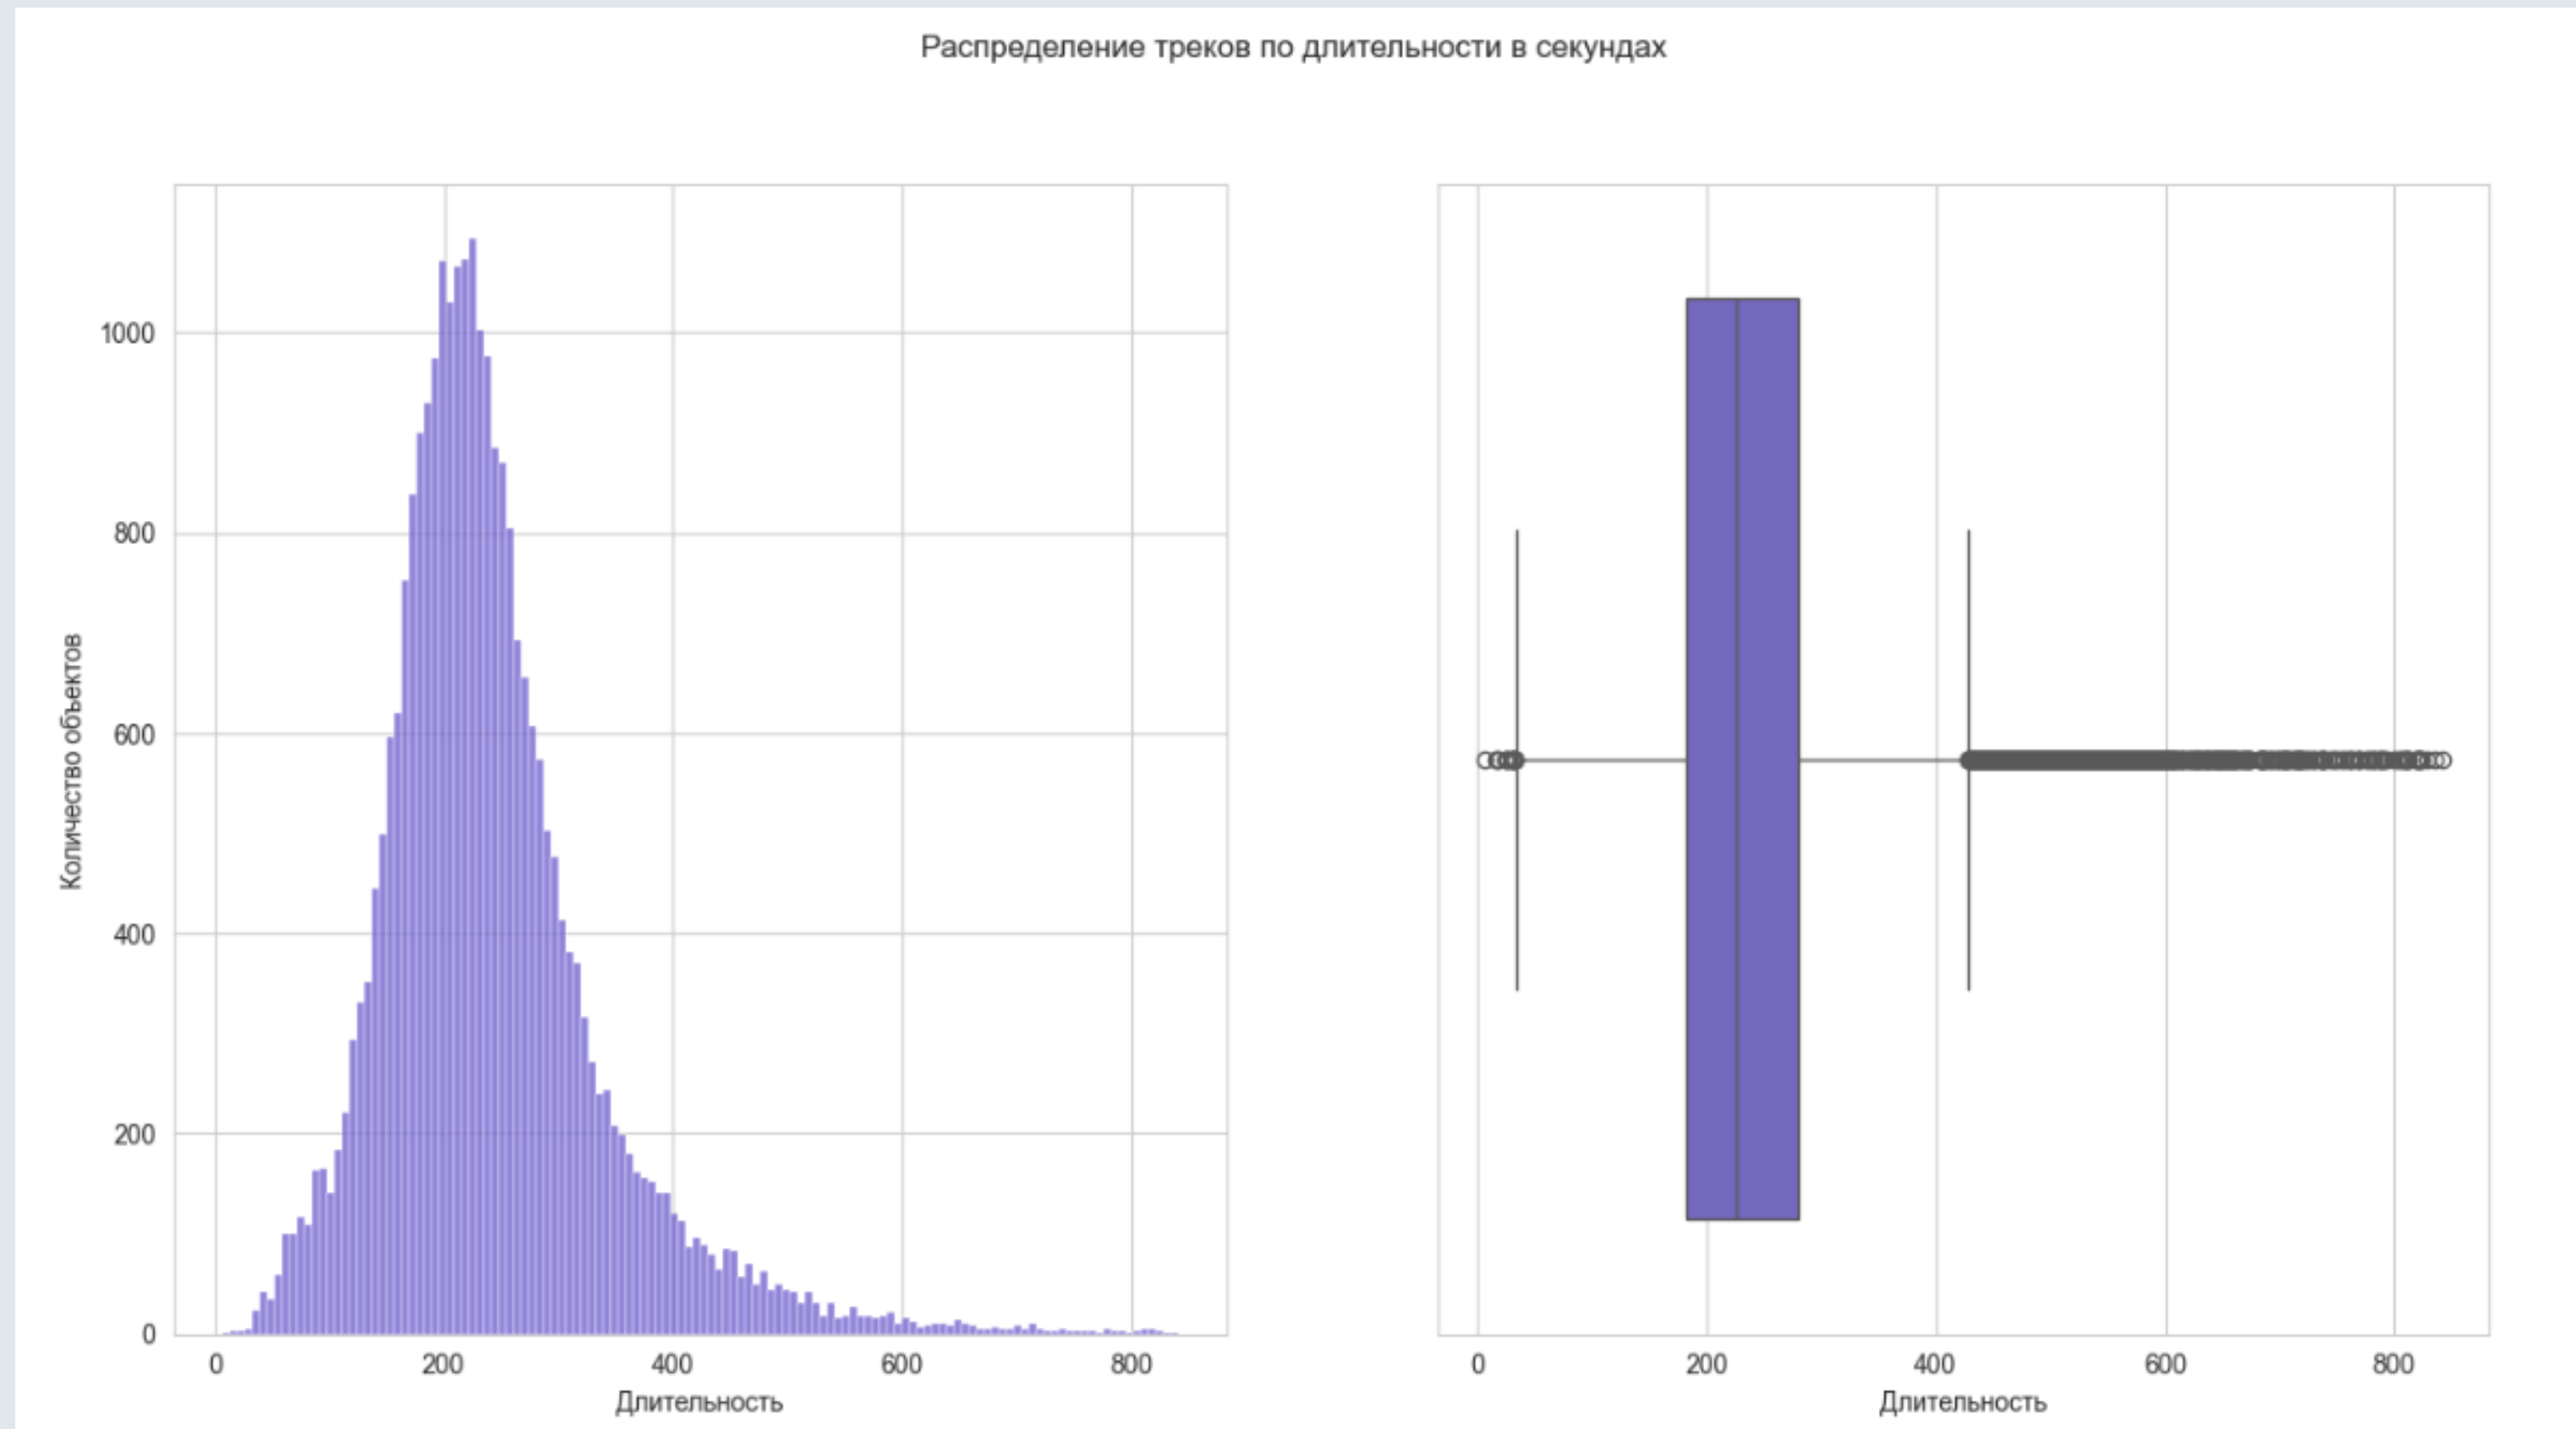 Распределение треков по длительности в секундах
Количество объектов
1000
800
600
400
200
0
0 200 400 600 800
Длительность
0 200 400 600 800
Длительность